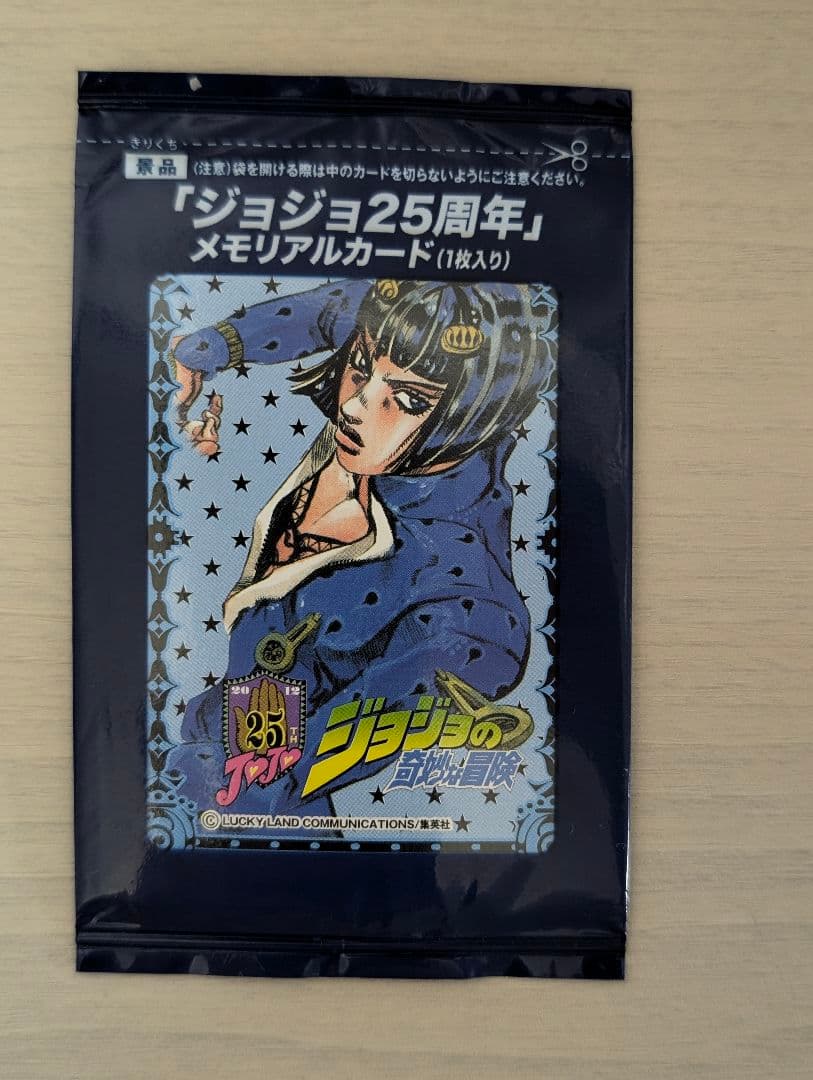 きりくち
景品 (注意)袋を開ける際は中のカードを切らないようにご注意ください。
「ジョジョ25周年」
メモリアルカード(1枚入り)
20 12
25TH
JoJo
ジョジョの
奇妙な冒険
©LUCKY LAND COMMUNICATIONS/集英社